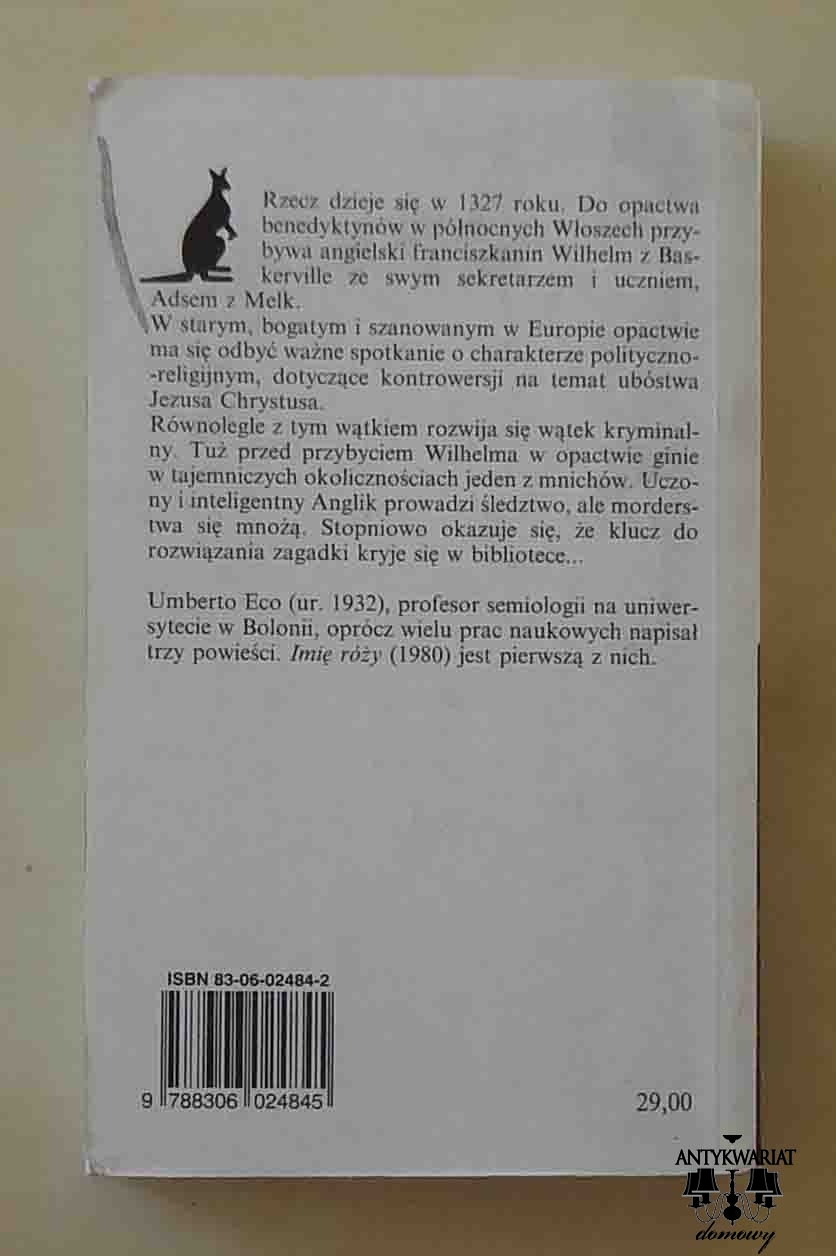 Rzecz dzieje się w 1327 roku. Do opactwa
benedyktynów w północnych Włoszech przy-
bywa angielski franciszkanin Wilhelm z Bas-
kerville ze swym sekretarzem i uczniem,
Adsem z Melk.
W starym, bogatym i szanowanym w Europie opactwie
ma się odbyć ważne spotkanie o charakterze polityczno-
-religijnym, dotyczące kontrowersji na temat ubóstwa
Jezusa Chrystusa.
Równolegle z tym wątkiem rozwija się wątek kryminal-
ny. Tuż przed przybyciem Wilhelma w opactwie ginie
w tajemniczych okolicznościach jeden z mnichów. Uczo-
ny i inteligentny Anglik prowadzi śledztwo, ale morders-
twa się mnożą. Stopniowo okazuje się, że klucz do
rozwiązania zagadki kryje się w bibliotece...
Umberto Eco (ur. 1932), profesor semiologii na uniwer-
sytecie w Bolonii, oprócz wielu prac naukowych napisał
trzy powieści. Imię róży (1980) jest pierwszą z nich.
ISBN 83-06-02484-2
9 788306 024845
29,00
ANTYKWARIAT
domowy